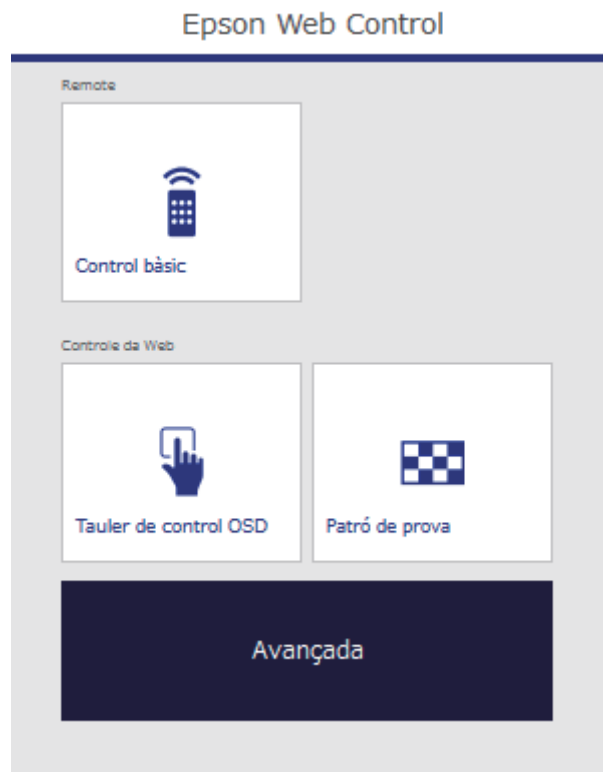 Epson Web Control
Remote
Control bàsic
Controle da Web
Tauler de control OSD
Patró de prova
Avançada